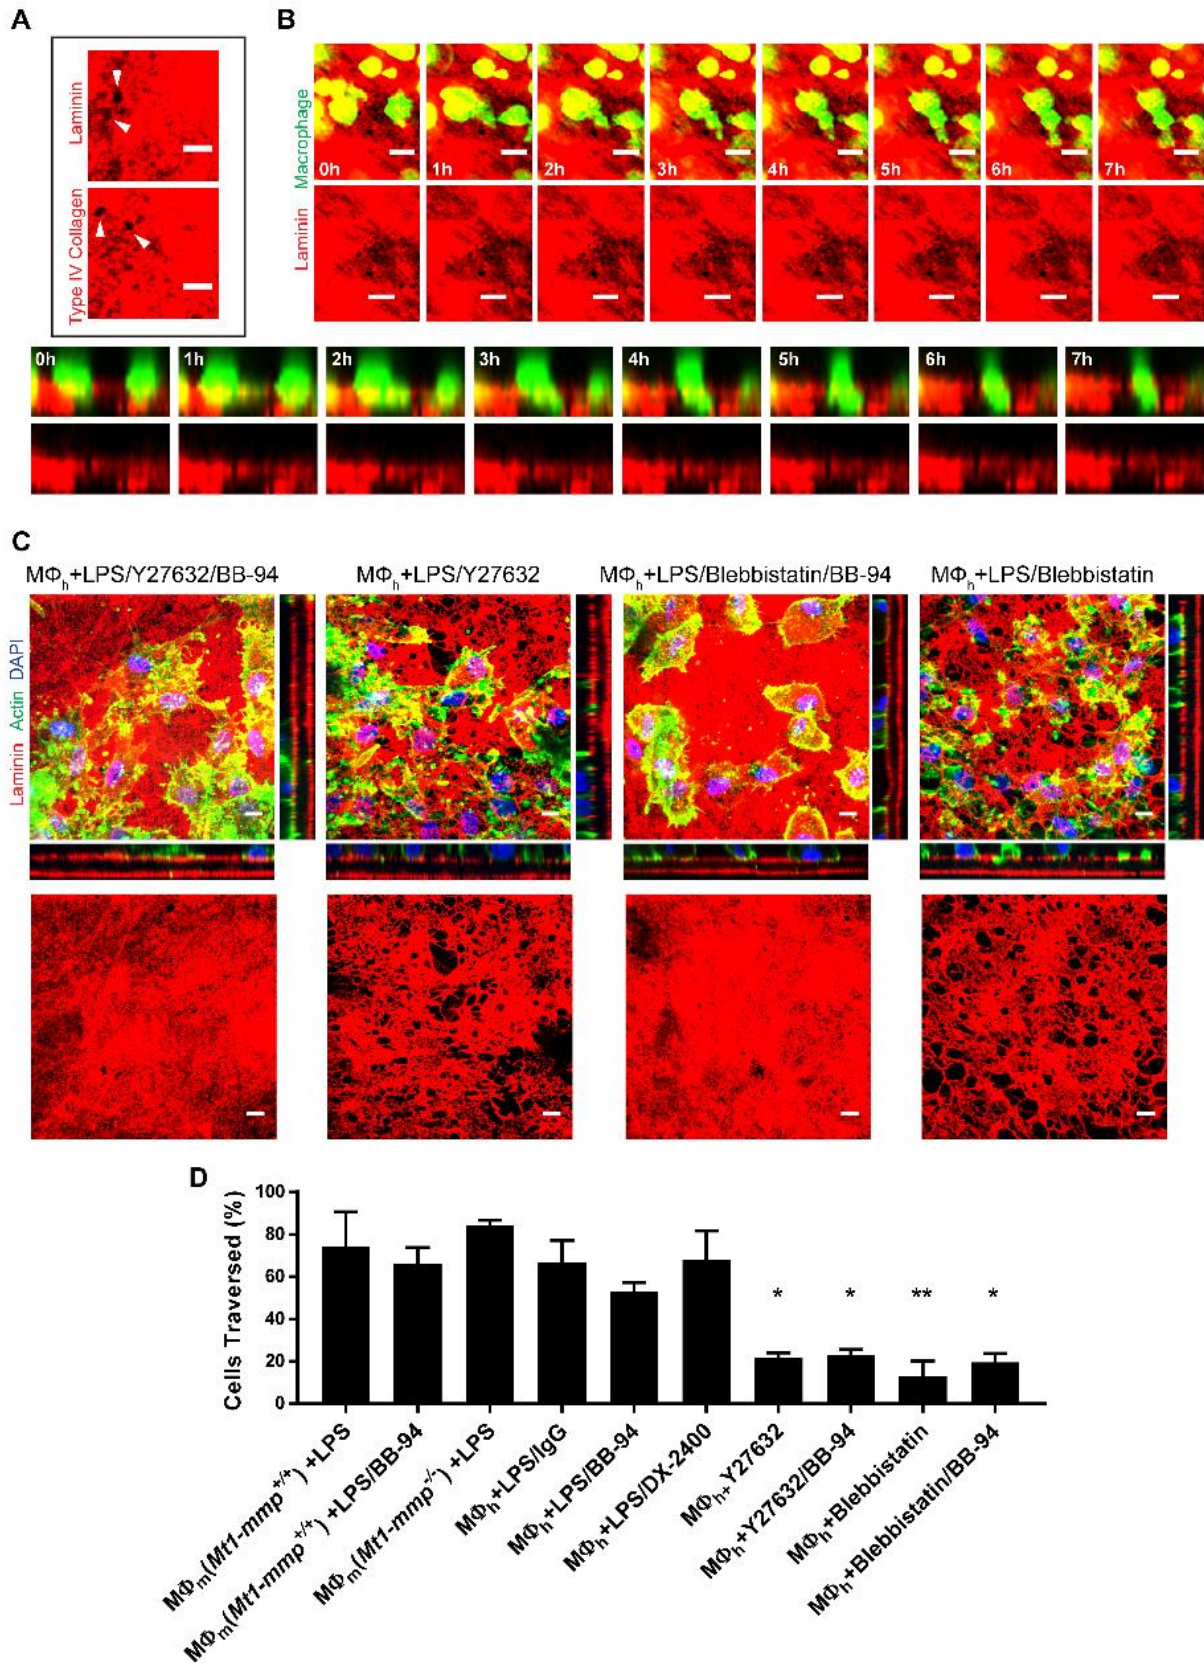 A
Laminin
Type IV Collagen
B
Macrophage
Laminin
0h 1h 2h 3h 4h 5h 6h 7h
0h 1h 2h 3h 4h 5h 6h 7h
C
MΦh+LPS/Y27632/BB-94
MΦh+LPS/Y27632
MΦh+LPS/Blebbistatin/BB-94
MΦh+LPS/Blebbistatin
Laminin Actin DAPI
D
Cells Traversed (%)
100
80
60
40
20
0
* * ** *
MΦm(Mt1-mmp+/+) +LPS
MΦm(Mt1-mmp+/+) +LPS/BB-94
MΦm(Mt1-mmp-/-) +LPS
MΦh+LPS/IgG
MΦh+LPS/BB-94
MΦh+LPS/DX-2400
MΦh+Y27632
MΦh+Y27632/BB-94
MΦh+Blebbistatin
MΦh+Blebbistatin/BB-94